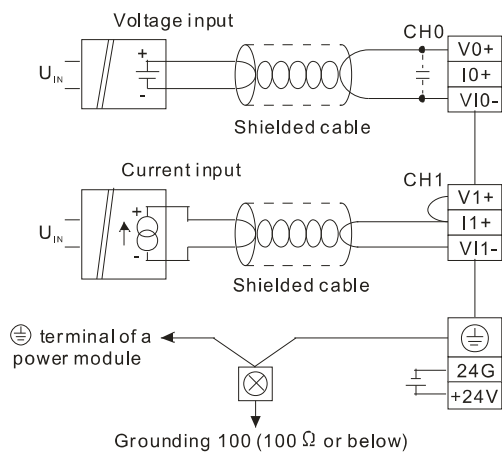 Voltage input
CH0
V0+
I0+
VI0-
U IN
+
-
Shielded cable
Current input
CH1
V1+
I1+
VI1-
U IN
+
-
Shielded cable
terminal of a
power module
24G
+24V
Grounding 100 (100 Ω or below)